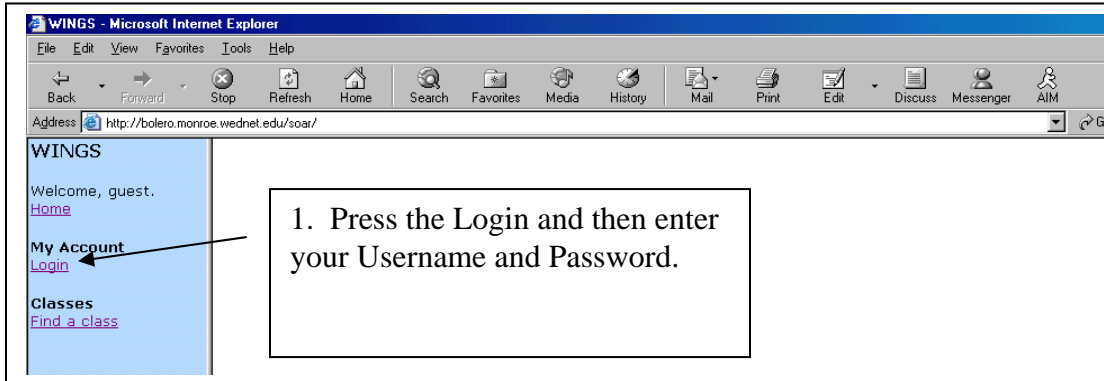 WINGS - Microsoft Internet Explorer
File Edit View Favorites Tools Help
Back Forward Stop Refresh Home Search Favorites Media History Mail Print Edit Discuss Messenger AIM
Address http://bolero.monroe.wednet.edu/soar/ G
WINGS
Welcome, guest.
Home
My Account
Login
Classes
Find a class
1. Press the Login and then enter
your Username and Password.